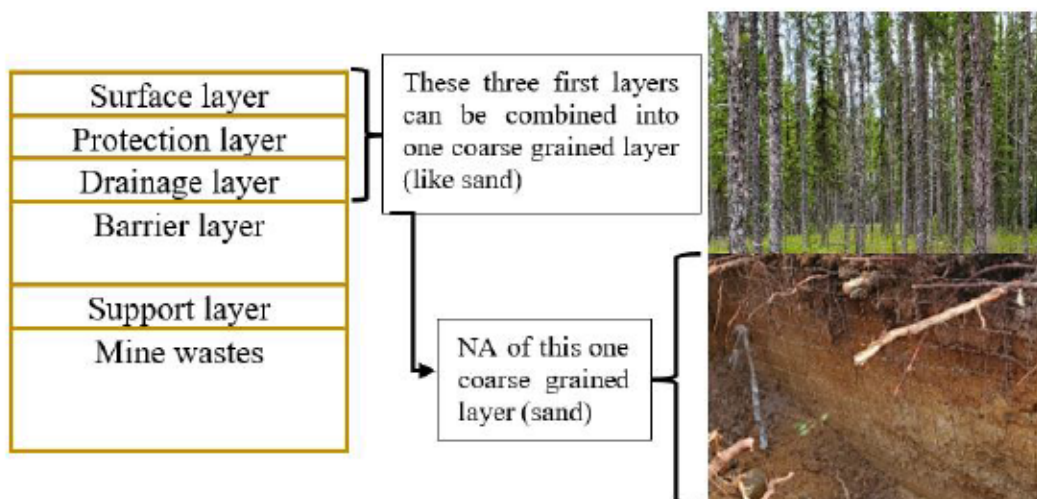 Surface layer
Protection layer
Drainage layer
Barrier layer
Support layer
Mine wastes
These three first layers
can be combined into
one coarse grained layer
(like sand)
NA of this one
coarse grained
layer (sand)